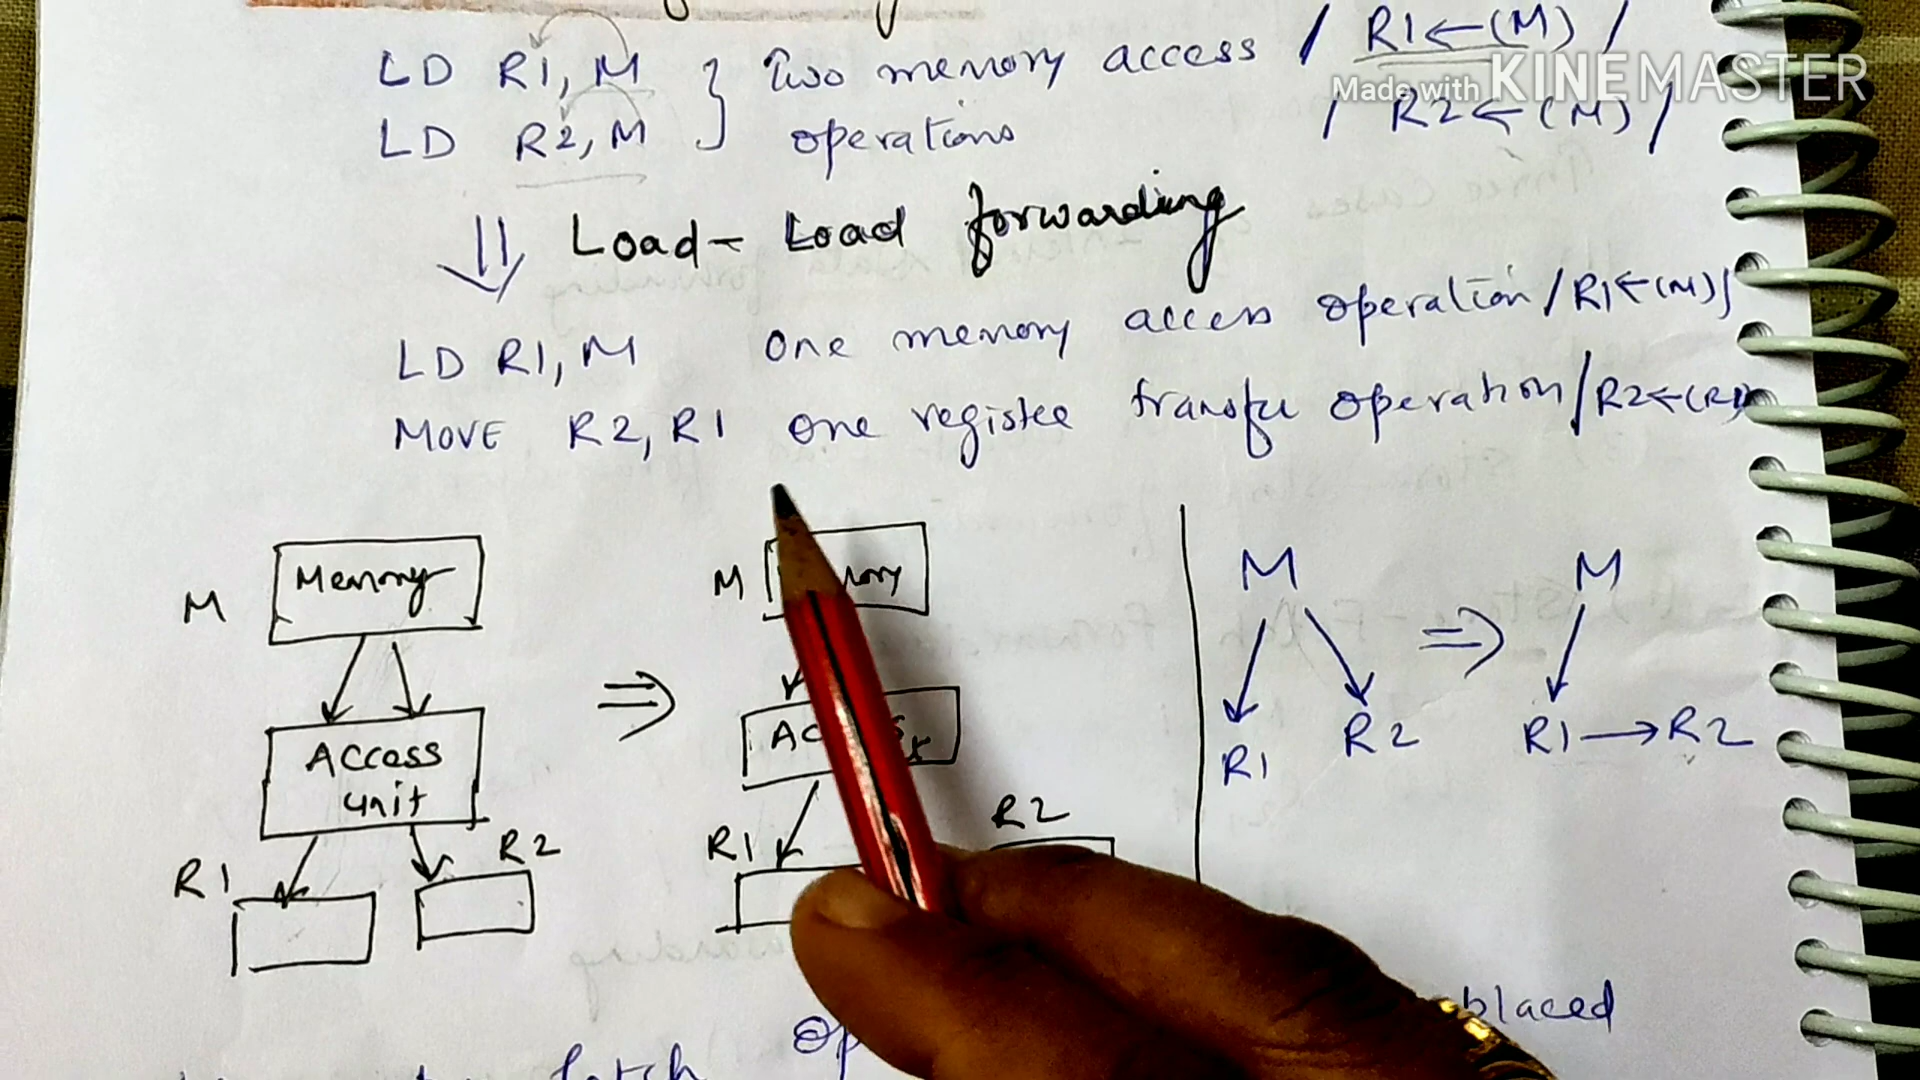 LD R1, M } Two memory access / R1←(M) /
Made with KINEMASTER
LD R2, M operations / R2←(M) /
⇓ Load - Load forwarding
LD R1, M one memory access operation / R1←(M) /
MOVE R2, R1 one register transfer operation / R2←(R1)
M Memory ⇒ M
Access unit
R1 R2
R1 R2
M ⇒ M
R1 R2 R1 → R2
fetch